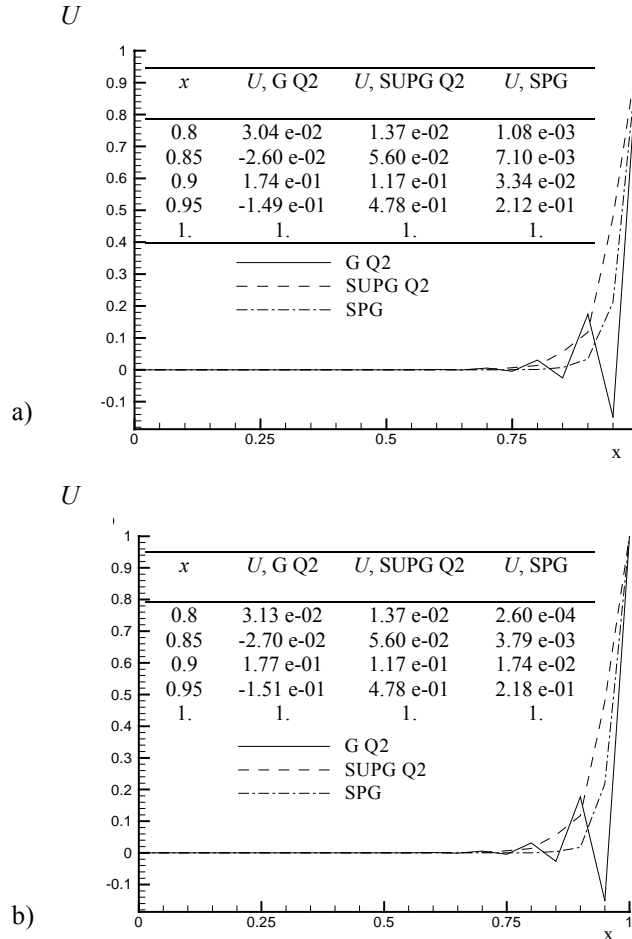 U
1
0.9
x U, G Q2 U, SUPG Q2 U, SPG
0.8
0.7
0.8 3.04 e-02 1.37 e-02 1.08 e-03
0.85 -2.60 e-02 5.60 e-02 7.10 e-03
0.6
0.9 1.74 e-01 1.17 e-01 3.34 e-02
0.5
0.95 -1.49 e-01 4.78 e-01 2.12 e-01
1. 1. 1. 1.
0.4
G Q2
0.3
SUPG Q2
0.2
SPG
0.1
0
-0.1
a)
0 0.25 0.5 0.75
x
U
1
0.9
x U, G Q2 U, SUPG Q2 U, SPG
0.8
0.7
0.8 3.13 e-02 1.37 e-02 2.60 e-04
0.85 -2.70 e-02 5.60 e-02 3.79 e-03
0.6
0.9 1.77 e-01 1.17 e-01 1.74 e-02
0.5
0.95 -1.51 e-01 4.78 e-01 2.18 e-01
1. 1. 1. 1.
0.4
G Q2
0.3
SUPG Q2
0.2
SPG
0.1
0
-0.1
b)
0 0.25 0.5 0.75 1
x